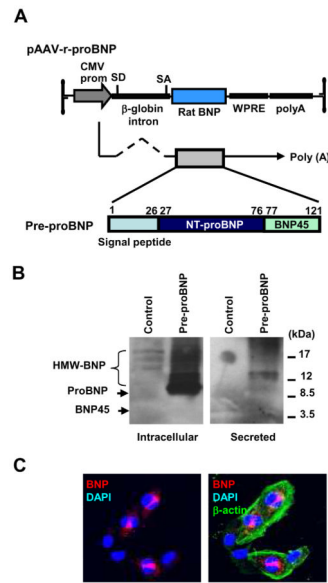 A
pAAV-r-proBNP
CMV
prom
SD
SA
β-globin
intron
Rat BNP
WPRE
polyA
Poly (A)
1
26
27
76
77
121
Pre-proBNP
NT-proBNP
BNP45
Signal peptide
B
Control
Pre-proBNP
Control
Pre-proBNP
(kDa)
HMW-BNP
17
12
ProBNP
8.5
BNP45
3.5
Intracellular
Secreted
C
BNP
DAPI
BNP
DAPI
β-actin